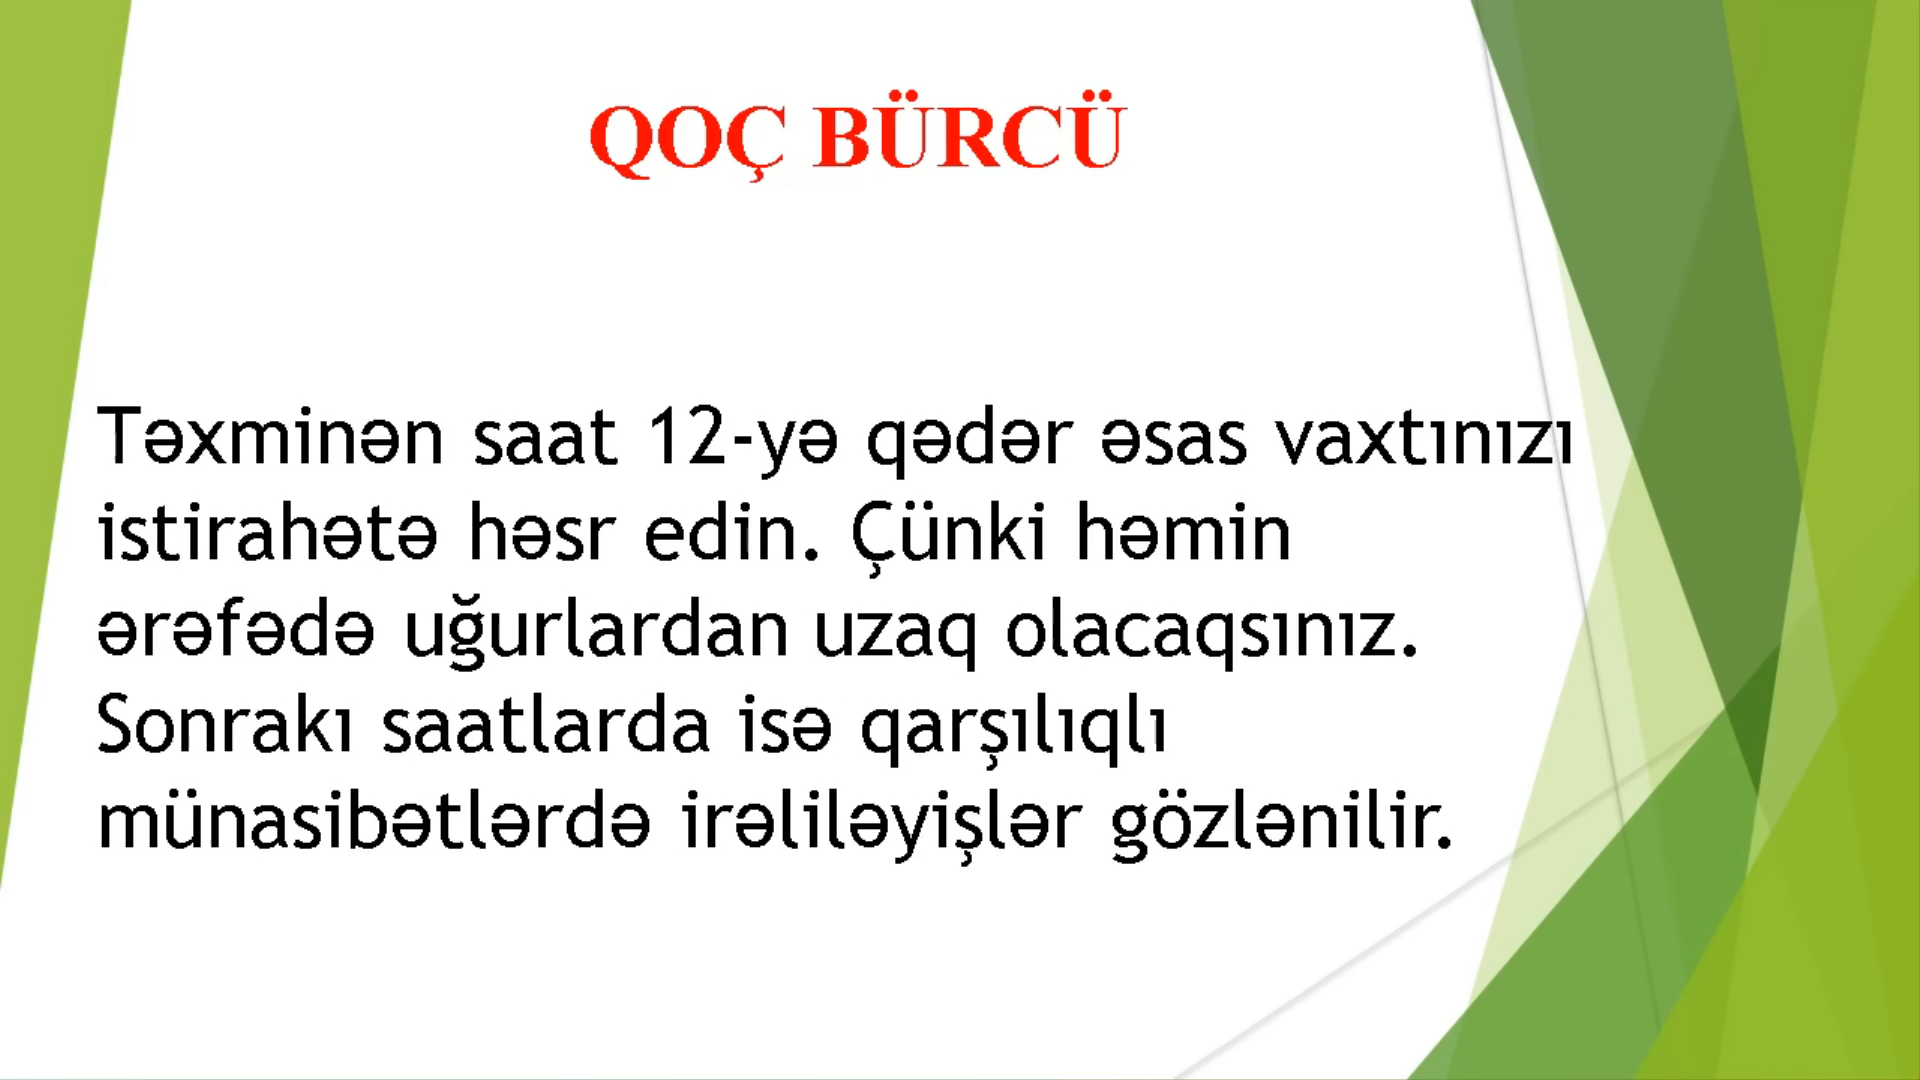 QOÇ BÜRCÜ
Təxminən saat 12-yə qədər əsas vaxtınızı
istirahətə həsr edin. Çünki həmin
ərəfədə uğurlardan uzaq olacaqsınız.
Sonrakı saatlarda isə qarşılıqlı
münasibətlərdə irəliləyişlər gözlənilir.